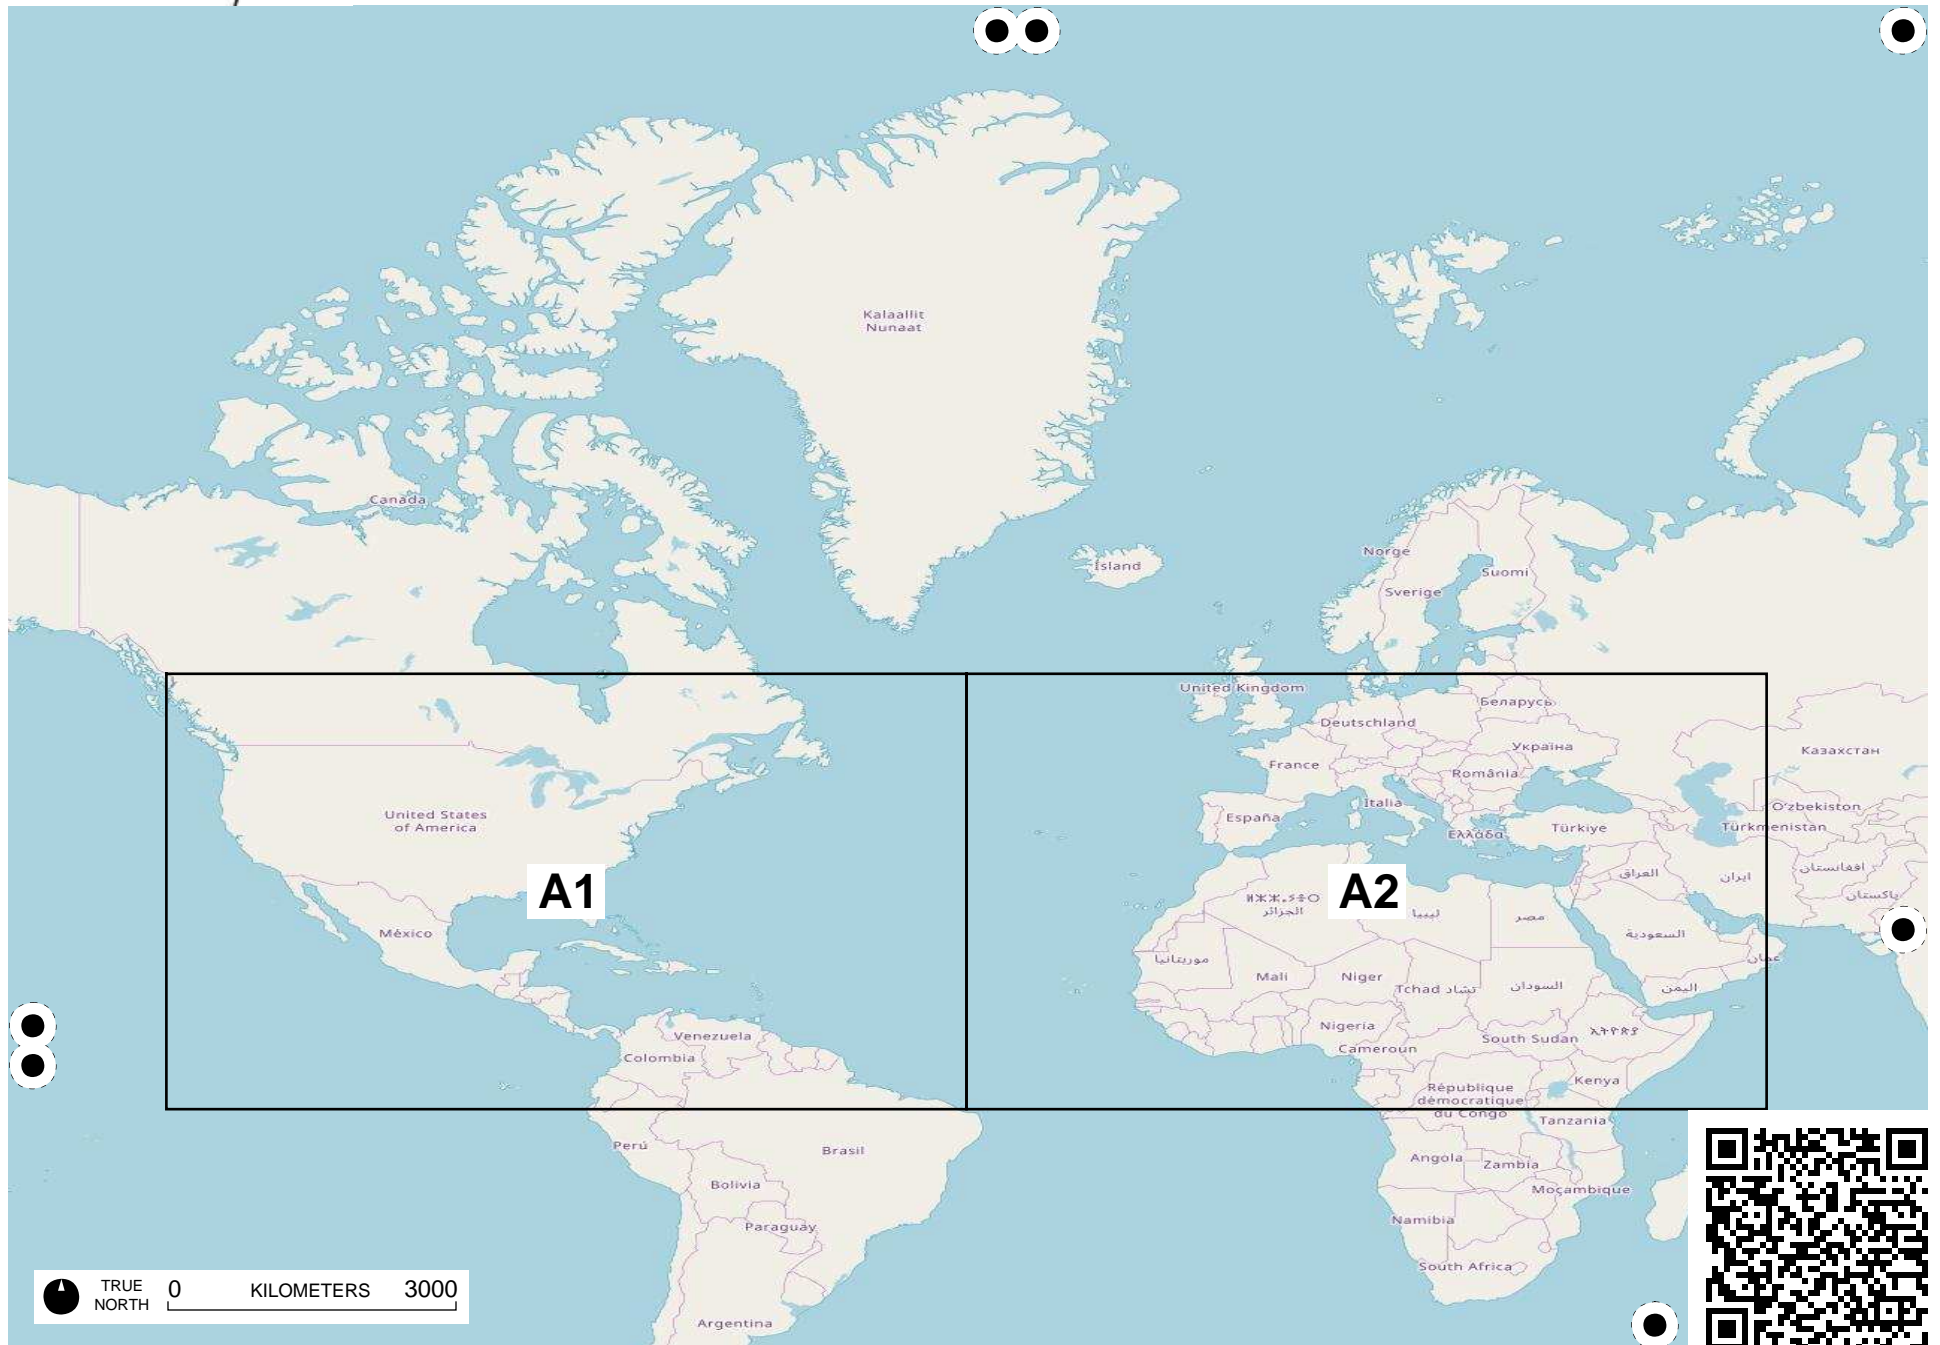 Kalaallit
Nunaat
Canada
Norge
Ísland
Suomi
Sverige
United Kingdom
Беларусь
Deutschland
Україна
France
Казахстан
România
Italia
O'zbekiston
United States
of America
España
Türkiye
Türkmenistan
Ελλάδα
العراق
ایران
افغانستان
پاکستان
A1
A2
ⵍⵣⵣⴰⵢⴻⵔ
الجزائر
ليبيا
مصر
México
السعودية
موريتانيا
عمان
Mali
Niger
Tchad تشاد
السودان
اليمن
Nigeria
ኢትዮጵያ
Venezuela
South Sudan
Cameroun
Colombia
Kenya
République
démocratique
du Congo
Tanzania
Perú
Brasil
Angola
Zambia
Bolivia
Moçambique
Namibia
Paraguay
South Africa
TRUE
NORTH
0 KILOMETERS 3000
Argentina